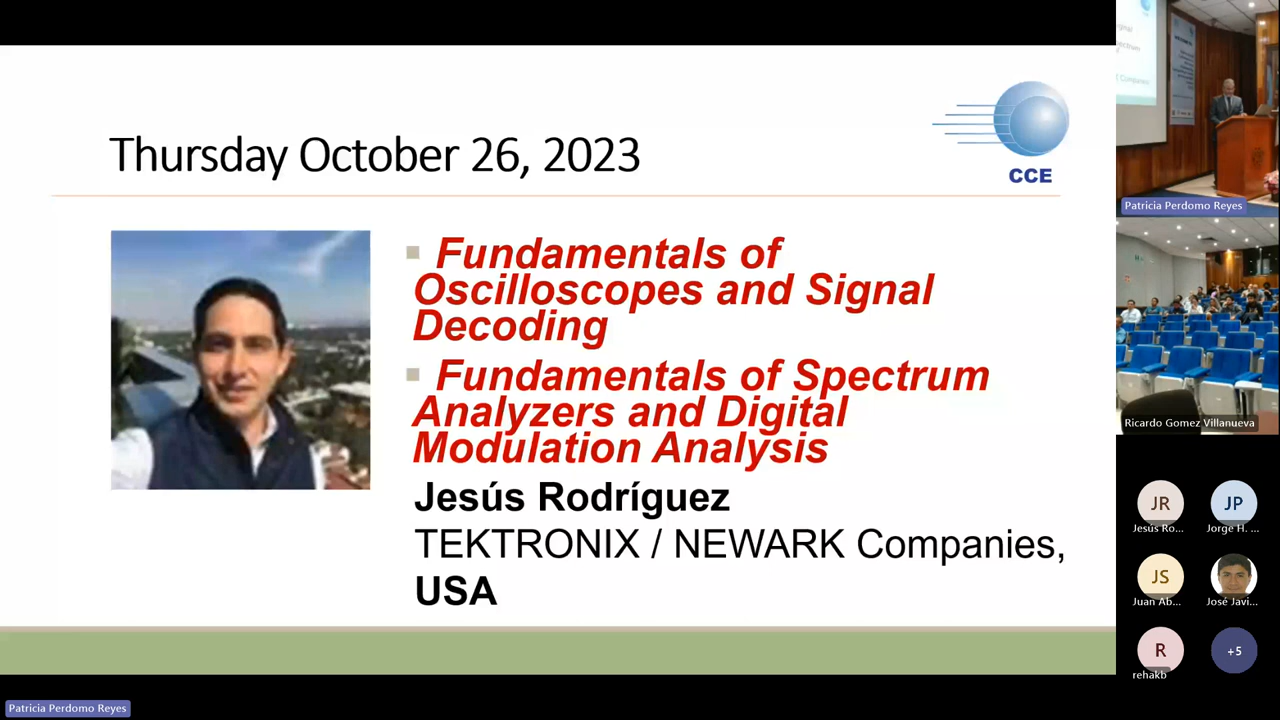 Thursday October 26, 2023
CCE
Fundamentals of
Oscilloscopes and Signal
Decoding
Fundamentals of Spectrum
Analyzers and Digital
Modulation Analysis
Jesús Rodríguez
TEKTRONIX / NEWARK Companies,
USA
Patricia Perdomo Reyes
Ricardo Gomez Villanueva
JR
Jesús Ro...
JP
Jorge H. ...
JS
Juan Ab...
José Javi...
R
rehakb
+5
Patricia Perdomo Reyes